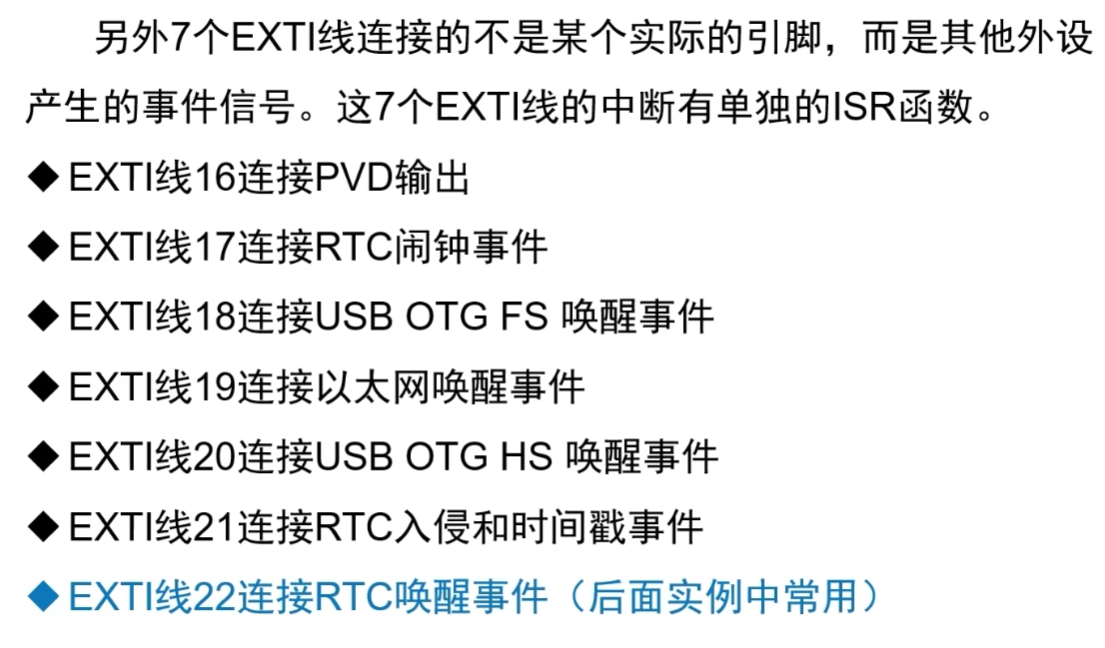 另外7个EXTI线连接的不是某个实际的引脚，而是其他外设
产生的事件信号。这7个EXTI线的中断有单独的ISR函数。
◆ EXTI线16连接PVD输出
◆ EXTI线17连接RTC闹钟事件
◆ EXTI线18连接USB OTG FS 唤醒事件
◆ EXTI线19连接以太网唤醒事件
◆ EXTI线20连接USB OTG HS 唤醒事件
◆ EXTI线21连接RTC入侵和时间戳事件
◆ EXTI线22连接RTC唤醒事件（后面实例中常用）